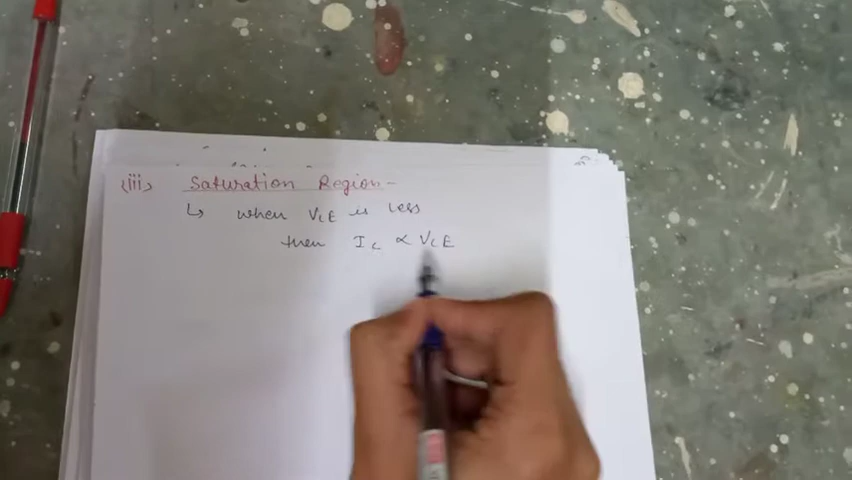 (iii) Saturation Region-
↳ when VCE is less
then IC ∝ VCE